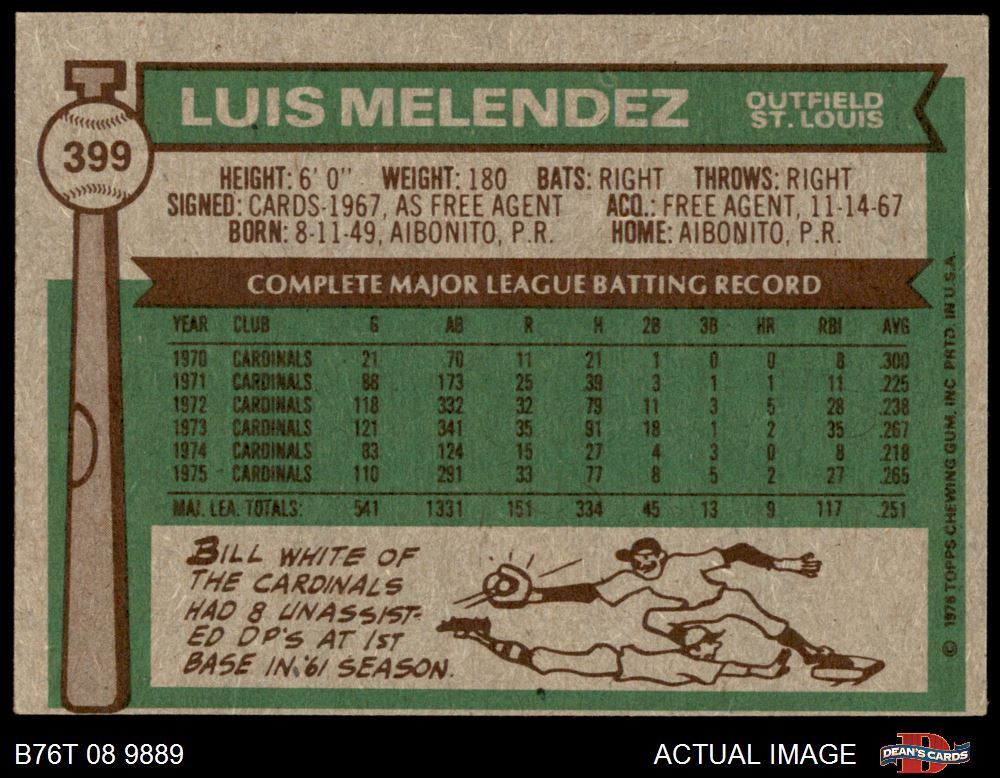 399
LUIS MELENDEZ
OUTFIELD
ST. LOUIS
HEIGHT: 6' 0" WEIGHT: 180 BATS: RIGHT THROWS: RIGHT
SIGNED: CARDS-1967, AS FREE AGENT ACQ.: FREE AGENT, 11-14-67
BORN: 8-11-49, AIBONITO, P.R. HOME: AIBONITO, P.R.
COMPLETE MAJOR LEAGUE BATTING RECORD
YEAR CLUB G AB R H 2B 3B HR RBI AVG
1970 CARDINALS 21 70 11 21 1 0 0 8 .300
1971 CARDINALS 88 173 25 39 3 1 1 11 .225
1972 CARDINALS 118 332 32 79 11 3 5 28 .238
1973 CARDINALS 121 341 35 91 18 1 2 35 .267
1974 CARDINALS 83 124 15 27 4 3 0 8 .218
1975 CARDINALS 110 291 33 77 8 5 2 27 .265
MAJ. LEA. TOTALS: 541 1331 151 334 45 13 9 117 .251
BILL WHITE OF
THE CARDINALS
HAD 8 UNASSIST-
ED DP'S AT 1ST
BASE IN '61 SEASON.
© 1976 TOPPS CHEWING GUM, INC. PRTD. IN U.S.A.
B76T 08 9889
ACTUAL IMAGE
D
DEAN'S CARDS